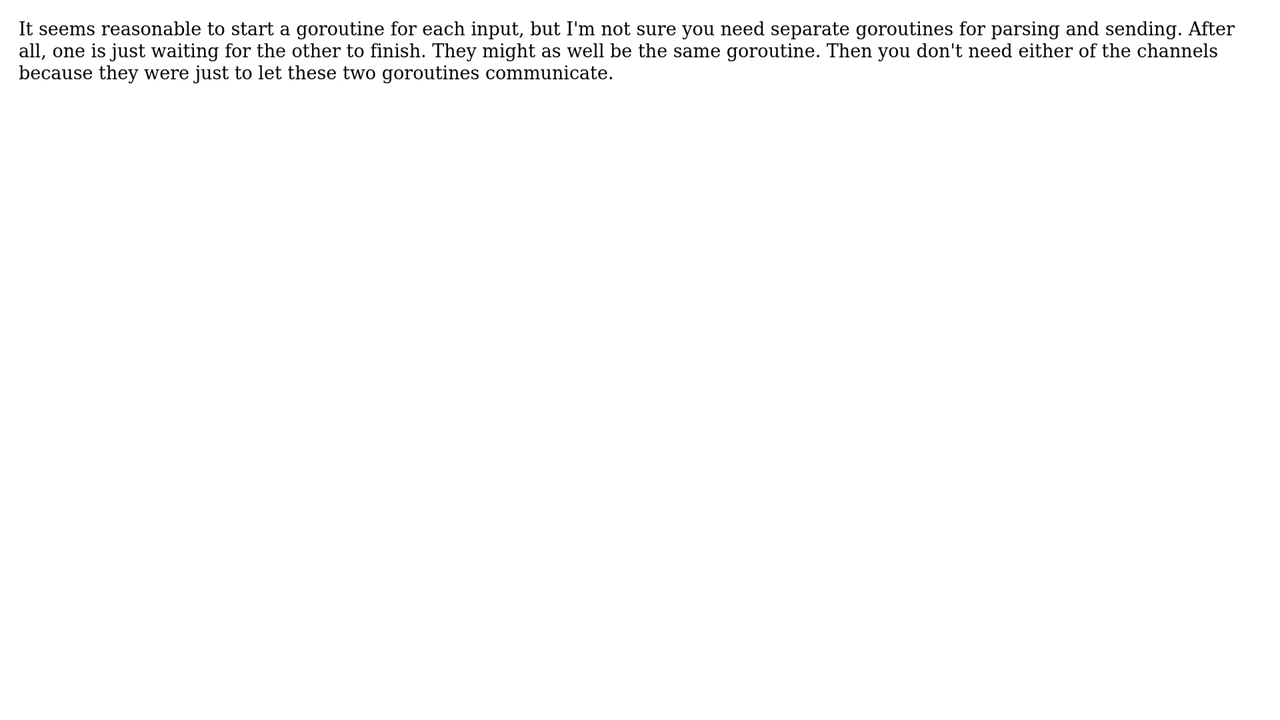 It seems reasonable to start a goroutine for each input, but I'm not sure you need separate goroutines for parsing and sending. After
all, one is just waiting for the other to finish. They might as well be the same goroutine. Then you don't need either of the channels
because they were just to let these two goroutines communicate.